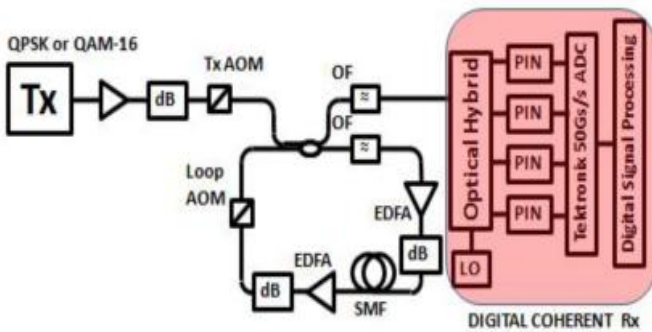 QPSK or QAM-16
Tx
dB
Tx AOM
OF
OF
Loop
AOM
EDFA
dB
EDFA
dB
SMF
Optical Hybrid
LO
PIN
PIN
PIN
PIN
Tektronik 50Gs/s ADC
Digital Signal Processing
DIGITAL COHERENT Rx